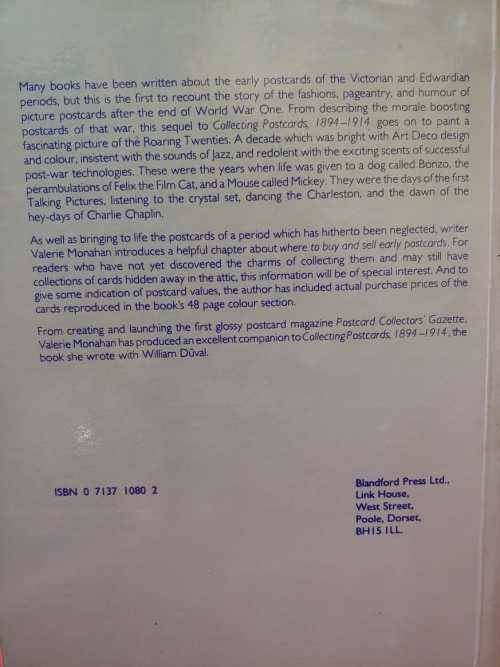 Many books have been written about the early postcards of the Victorian and Edwardian
periods, but this is the first to recount the story of the fashions, pageantry, and humour of
picture postcards after the end of World War One. From describing the morale boosting
postcards of that war, this sequel to Collecting Postcards, 1894–1914 goes on to paint a
fascinating picture of the Roaring Twenties. A decade which was bright with Art Deco design
and colour, insistent with the sounds of Jazz, and redolent with the exciting scents of successful
post-war technologies. These were the years when life was given to a dog called Bonzo, the
perambulations of Felix the Film Cat, and a Mouse called Mickey. They were the days of the first
Talking Pictures, listening to the crystal set, dancing the Charleston, and the dawn of the
hey-days of Charlie Chaplin.
As well as bringing to life the postcards of a period which has hitherto been neglected, writer
Valerie Monahan introduces a helpful chapter about where to buy and sell early postcards. For
readers who have not yet discovered the charms of collecting them and may still have
collections of cards hidden away in the attic, this information will be of special interest. And to
give some indication of postcard values, the author has included actual purchase prices of the
cards reproduced in the book's 48 page colour section.
From creating and launching the first glossy postcard magazine Postcard Collectors' Gazette,
Valerie Monahan has produced an excellent companion to Collecting Postcards, 1894–1914, the
book she wrote with William Dûval.
ISBN 0 7137 1080 2
Blandford Press Ltd.,
Link House,
West Street,
Poole, Dorset,
BH15 1LL